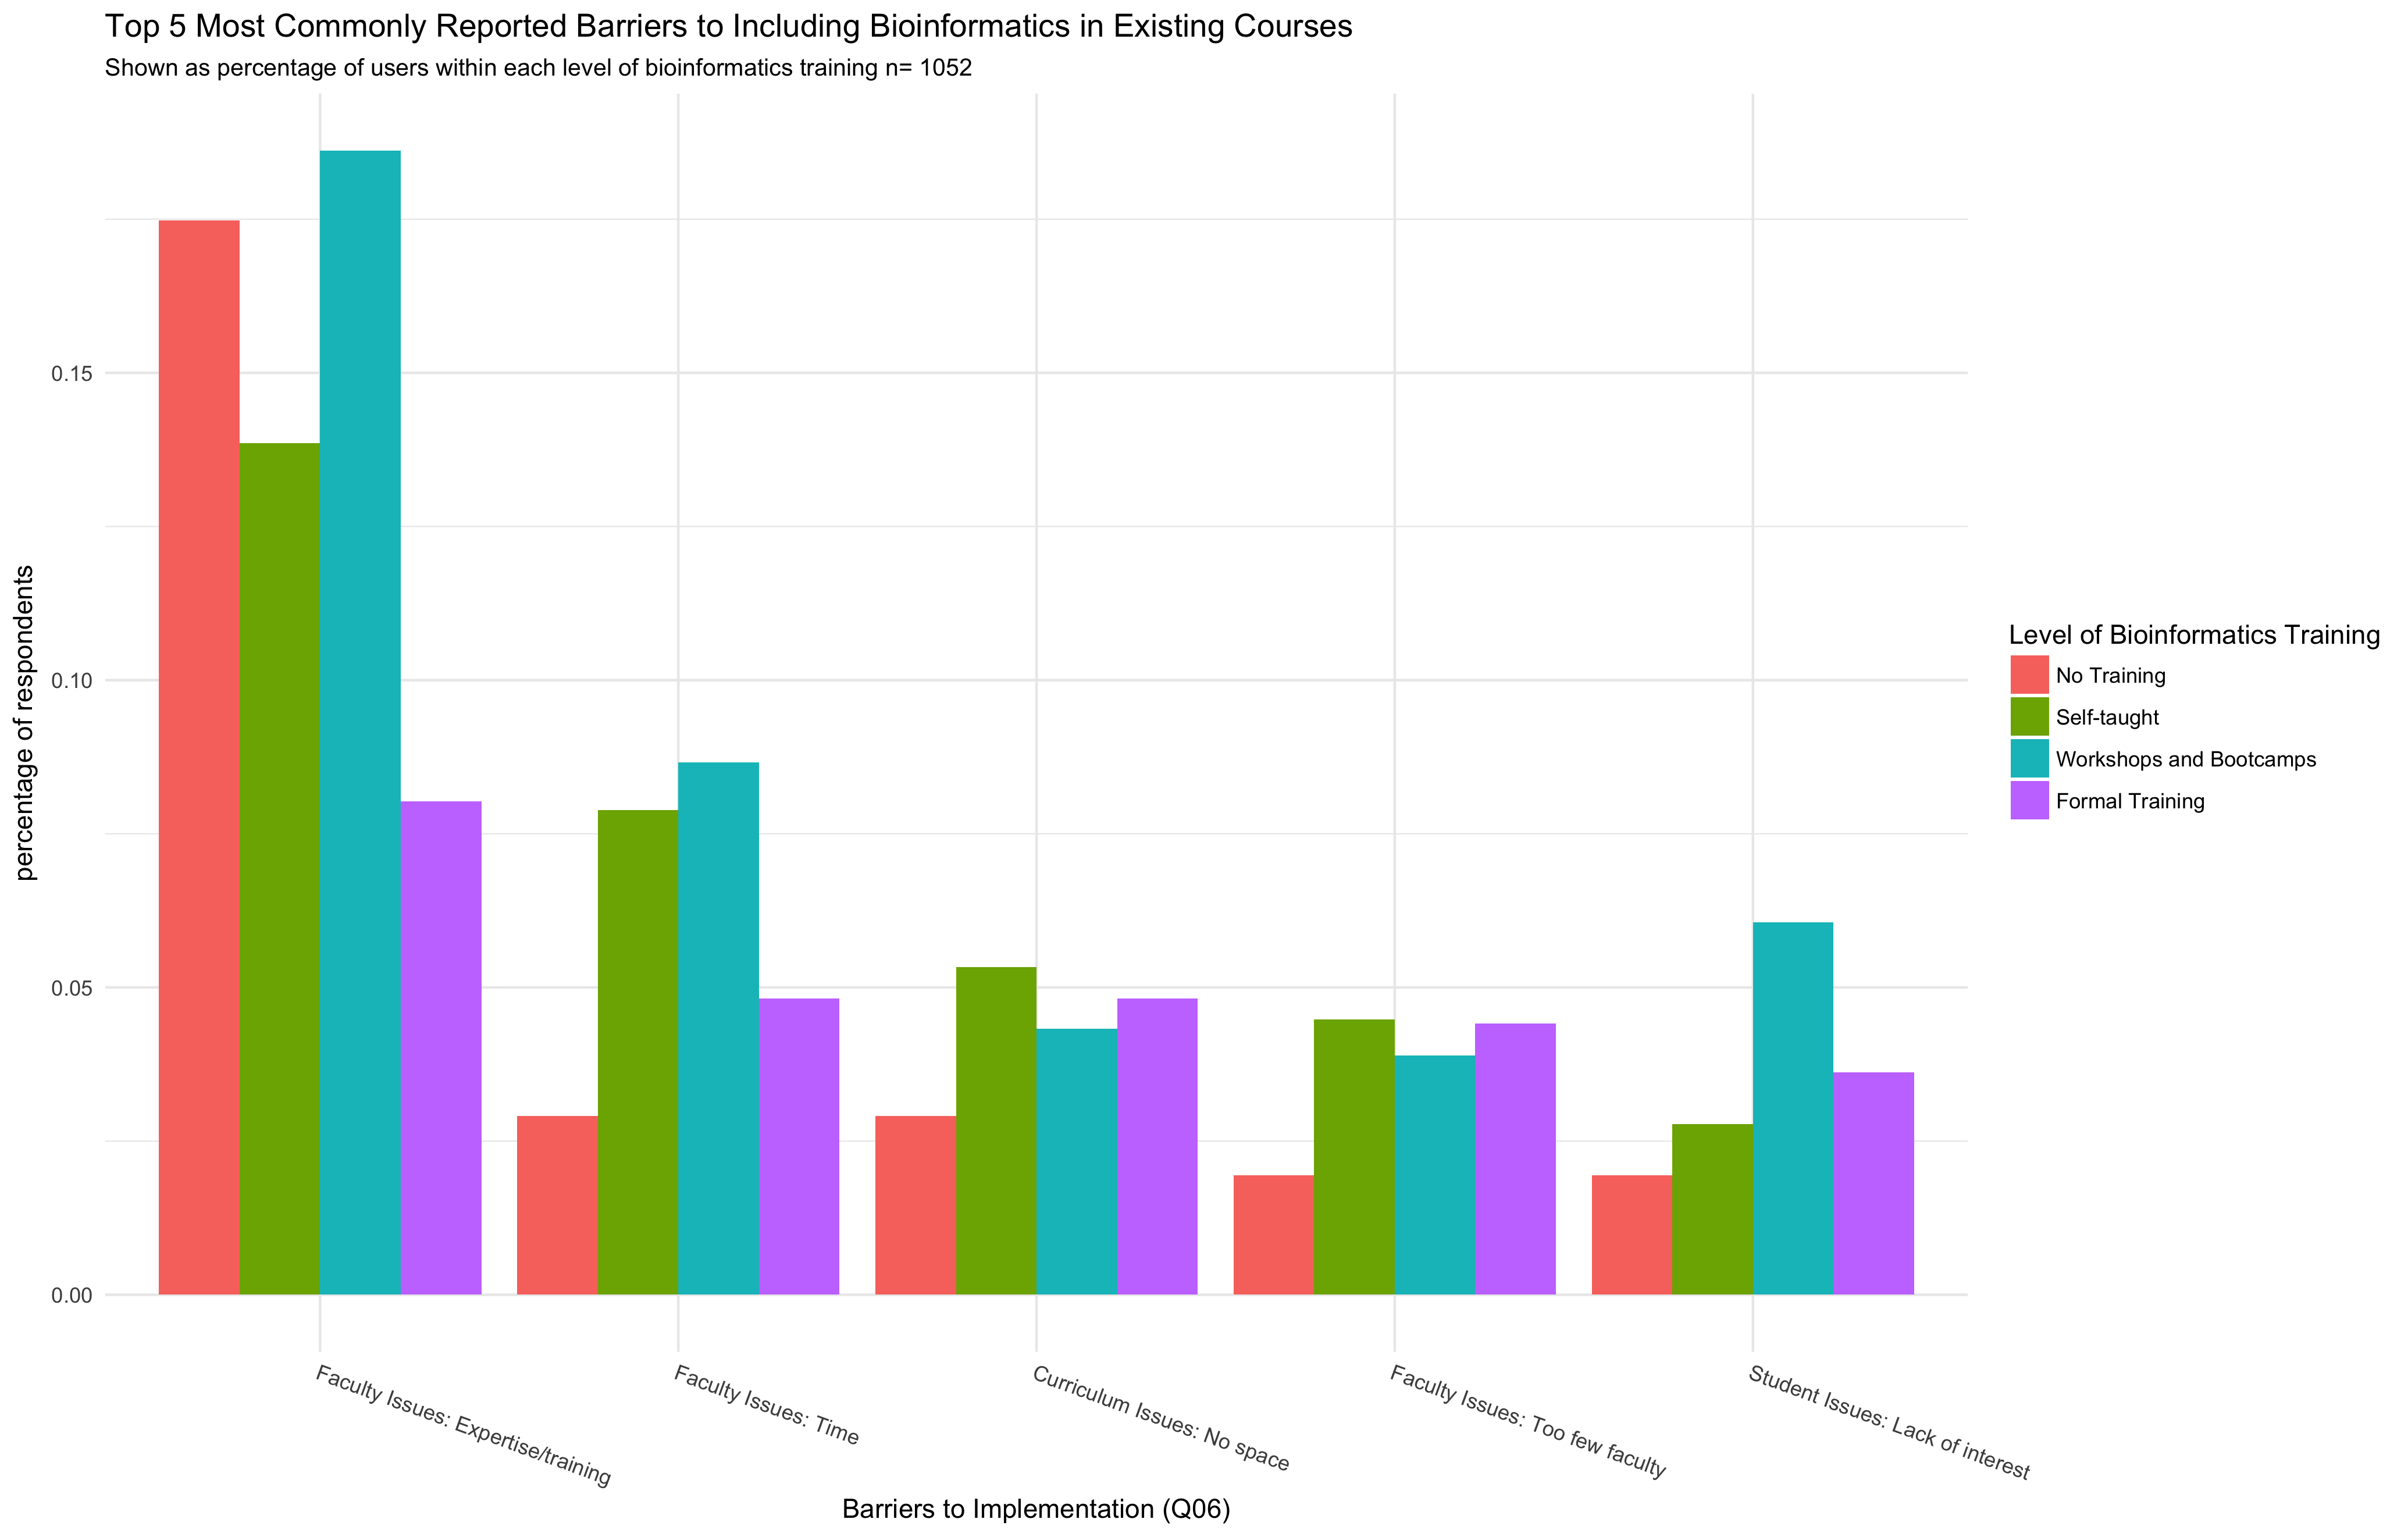 Top 5 Most Commonly Reported Barriers to Including Bioinformatics in Existing Courses
Shown as percentage of users within each level of bioinformatics training n= 1052
percentage of respondents
0.15
0.10
0.05
0.00
Faculty Issues: Expertise/training
Faculty Issues: Time
Curriculum Issues: No space
Faculty Issues: Too few faculty
Student Issues: Lack of interest
Barriers to Implementation (Q06)
Level of Bioinformatics Training
No Training
Self-taught
Workshops and Bootcamps
Formal Training